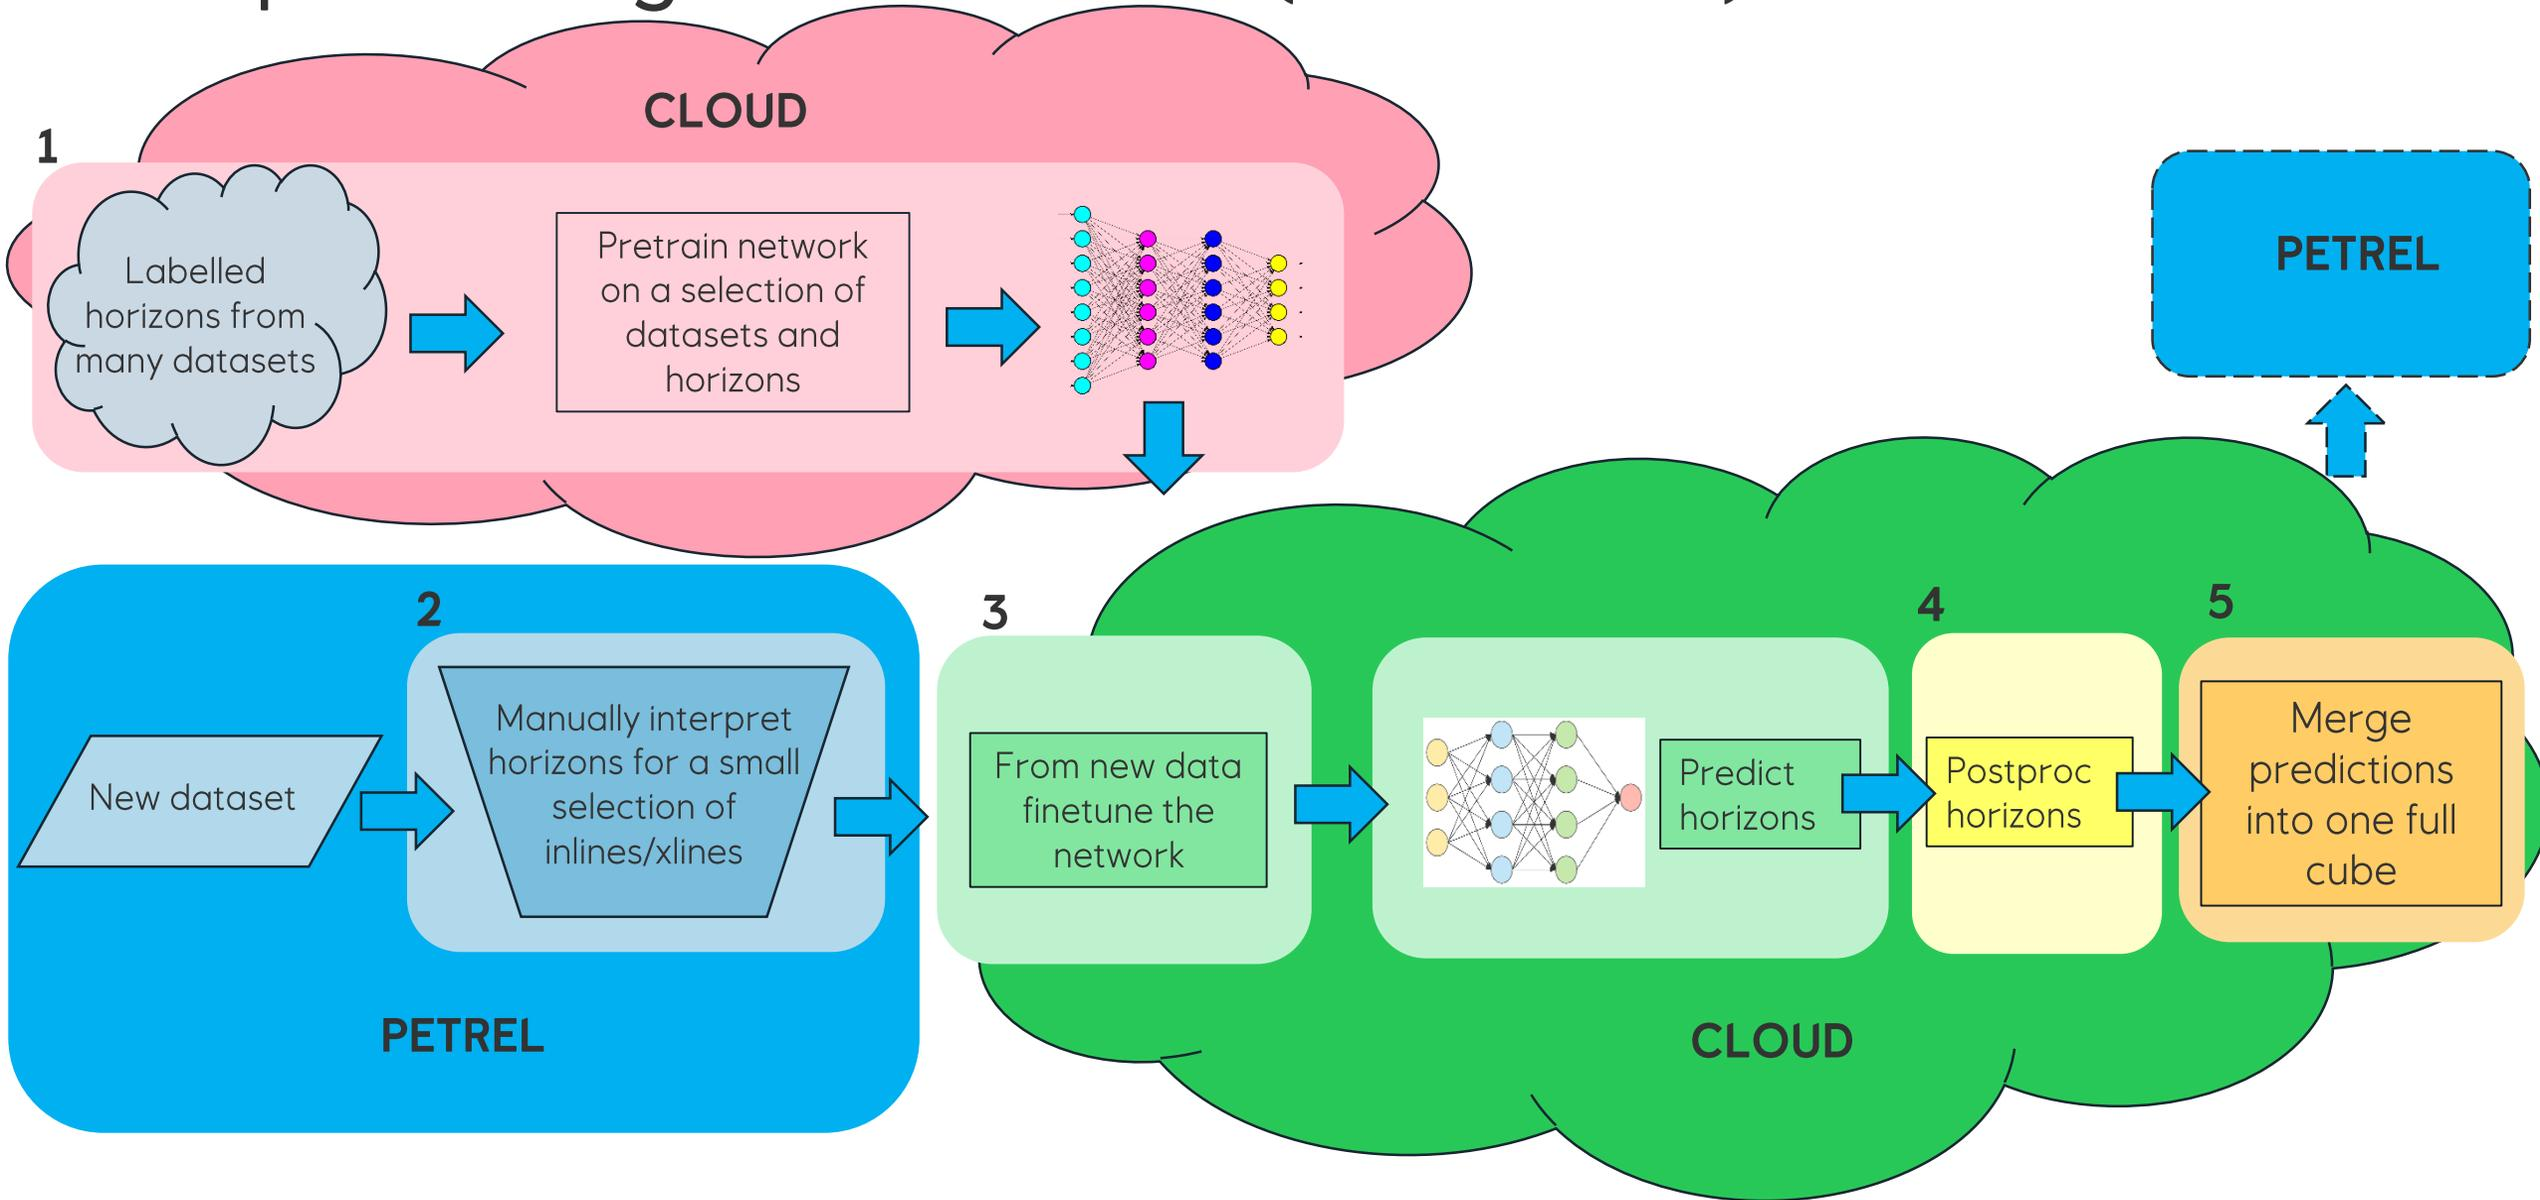 CLOUD
1
Labelled
horizons from
many datasets
Pretrain network
on a selection of
datasets and
horizons
PETREL
2
Manually interpret
horizons for a small
selection of
inlines/xlines
New dataset
PETREL
3
From new data
finetune the
network
Predict
horizons
4
Postproc
horizons
5
Merge
predictions
into one full
cube
CLOUD